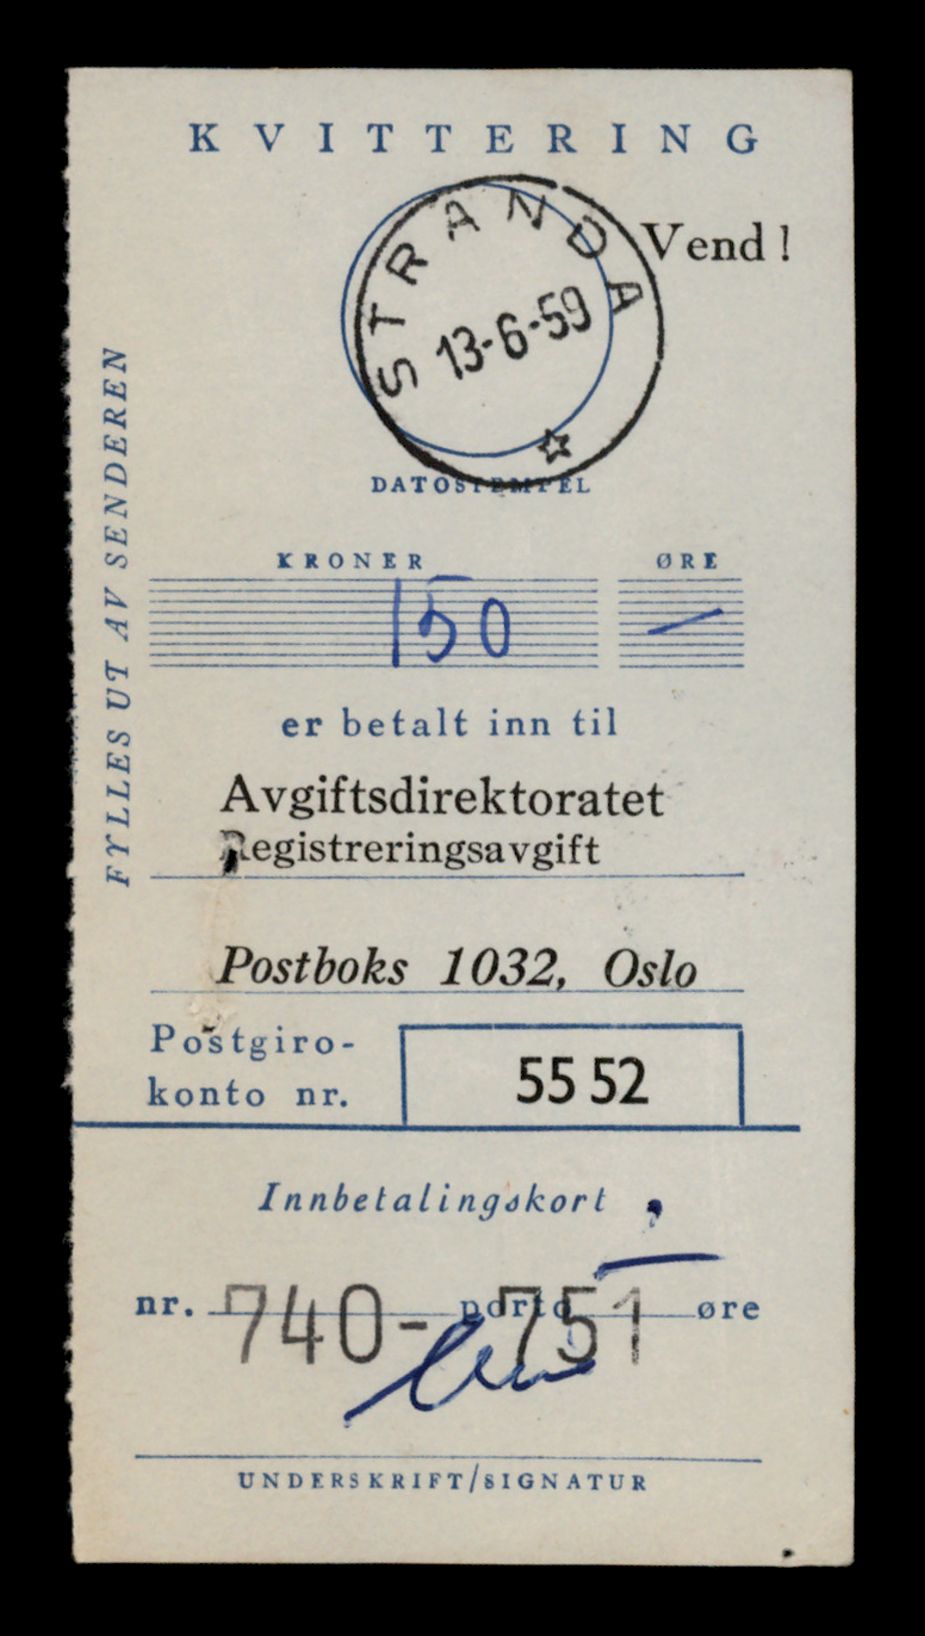 KVITTERING
Vend!
STRANDA
13-6-59
DATOSTEMPEL
FYLLES UT AV SENDEREN
KRONER ØRE
150 —
er betalt inn til
Avgiftsdirektoratet
Registreringsavgift
Postboks 1032, Oslo
Postgiro-
konto nr. 55 52
Innbetalingskort
nr. 740-751 porto — øre
UNDERSKRIFT/SIGNATUR